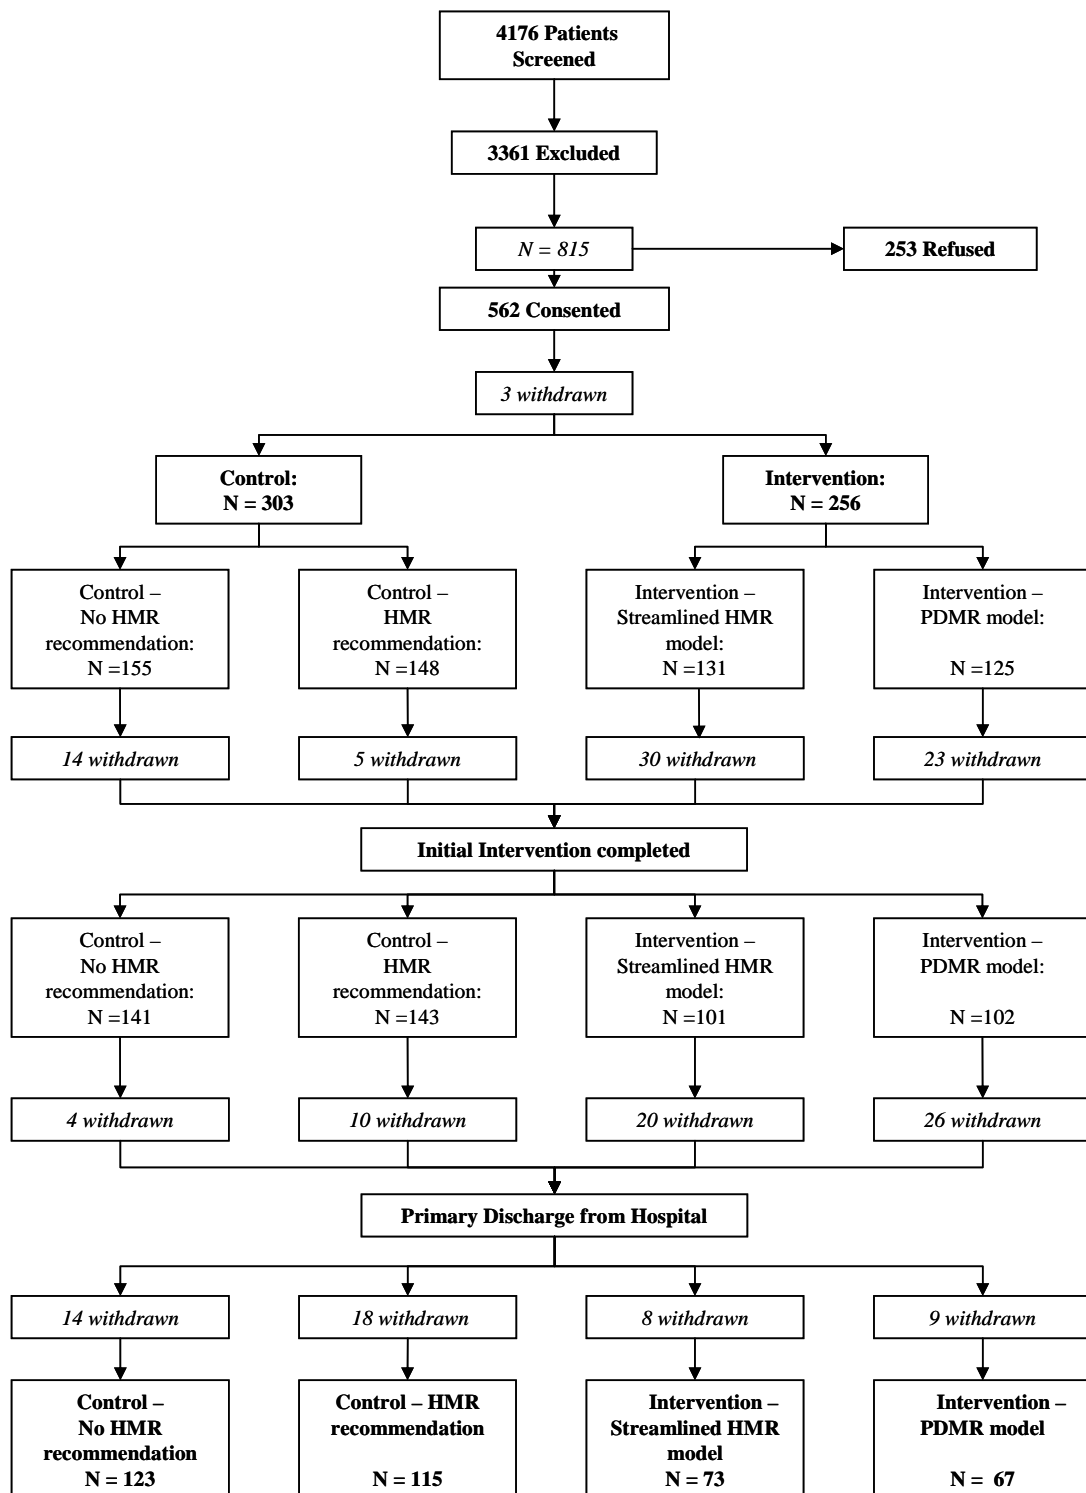 4176 Patients
Screened
3361 Excluded
N = 815
253 Refused
562 Consented
3 withdrawn
Control:
N = 303
Intervention:
N = 256
Control –
No HMR
recommendation:
N =155
Control –
HMR
recommendation:
N =148
Intervention –
Streamlined HMR
model:
N =131
Intervention –
PDMR model:
N =125
14 withdrawn
5 withdrawn
30 withdrawn
23 withdrawn
Initial Intervention completed
Control –
No HMR
recommendation:
N =141
Control –
HMR
recommendation:
N =143
Intervention –
Streamlined HMR
model:
N =101
Intervention –
PDMR model:
N =102
4 withdrawn
10 withdrawn
20 withdrawn
26 withdrawn
Primary Discharge from Hospital
14 withdrawn
18 withdrawn
8 withdrawn
9 withdrawn
Control –
No HMR
recommendation
N = 123
Control – HMR
recommendation
N = 115
Intervention –
Streamlined HMR
model
N = 73
Intervention –
PDMR model
N = 67